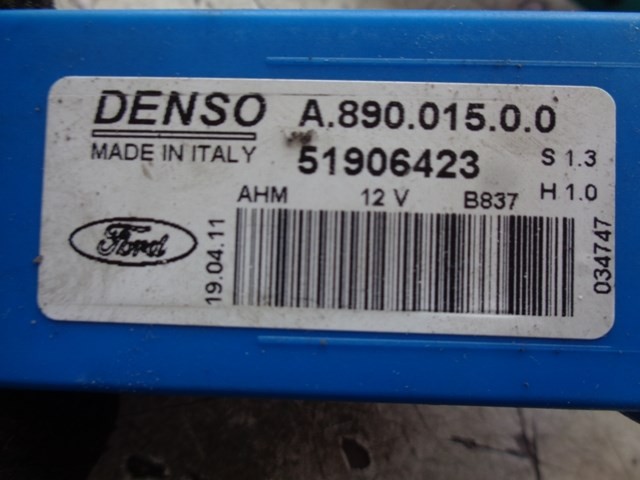 DENSO
A.890.015.0.0
MADE IN ITALY
51906423
S 1.3
AHM
12 V
B837
H 1.0
Ford
19.04.11
034747